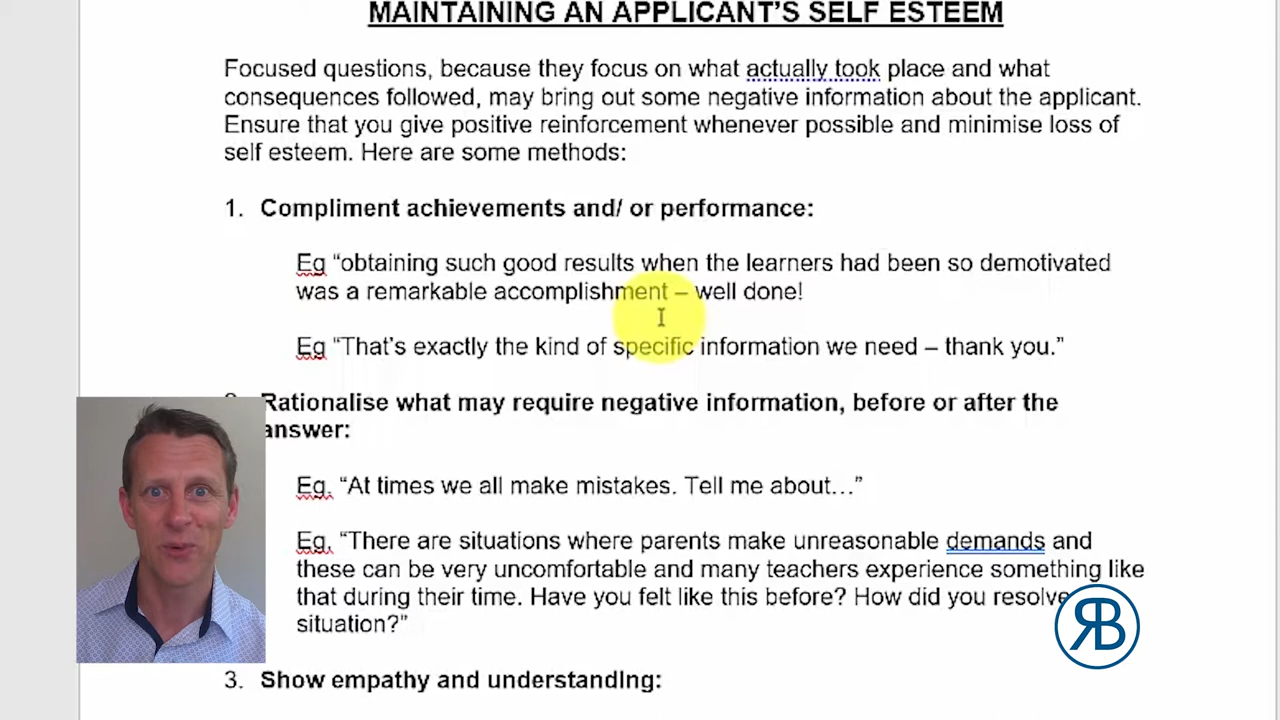 MAINTAINING AN APPLICANT'S SELF ESTEEM
Focused questions, because they focus on what actually took place and what
consequences followed, may bring out some negative information about the applicant.
Ensure that you give positive reinforcement whenever possible and minimise loss of
self esteem. Here are some methods:
1. Compliment achievements and/ or performance:
Eg “obtaining such good results when the learners had been so demotivated
was a remarkable accomplishment – well done!
Eg “That’s exactly the kind of specific information we need – thank you.”
Rationalise what may require negative information, before or after the
answer:
Eg. “At times we all make mistakes. Tell me about…”
Eg. “There are situations where parents make unreasonable demands and
these can be very uncomfortable and many teachers experience something like
that during their time. Have you felt like this before? How did you resolve
situation?”
RB
3. Show empathy and understanding: